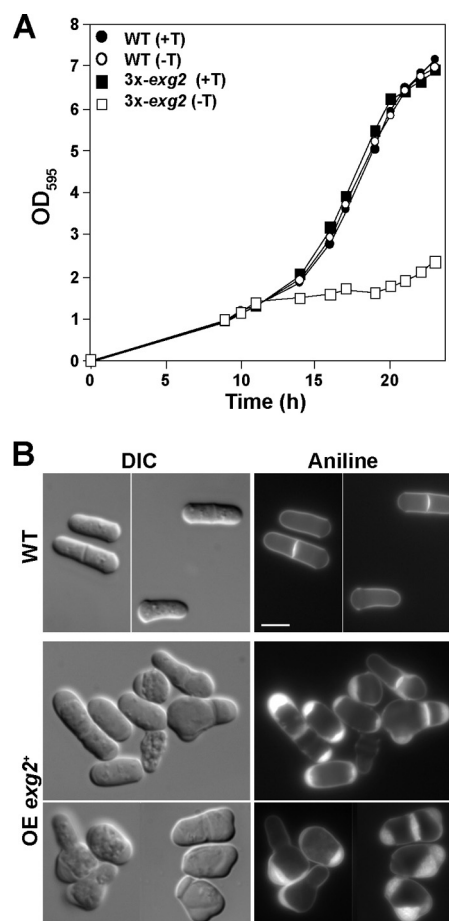 A
WT (+T)
WT (-T)
3x-exg2 (+T)
3x-exg2 (-T)
OD595
8
7
6
5
4
3
2
1
0
0
5
10
15
20
Time (h)
B
DIC
Aniline
WT
OE exg2+